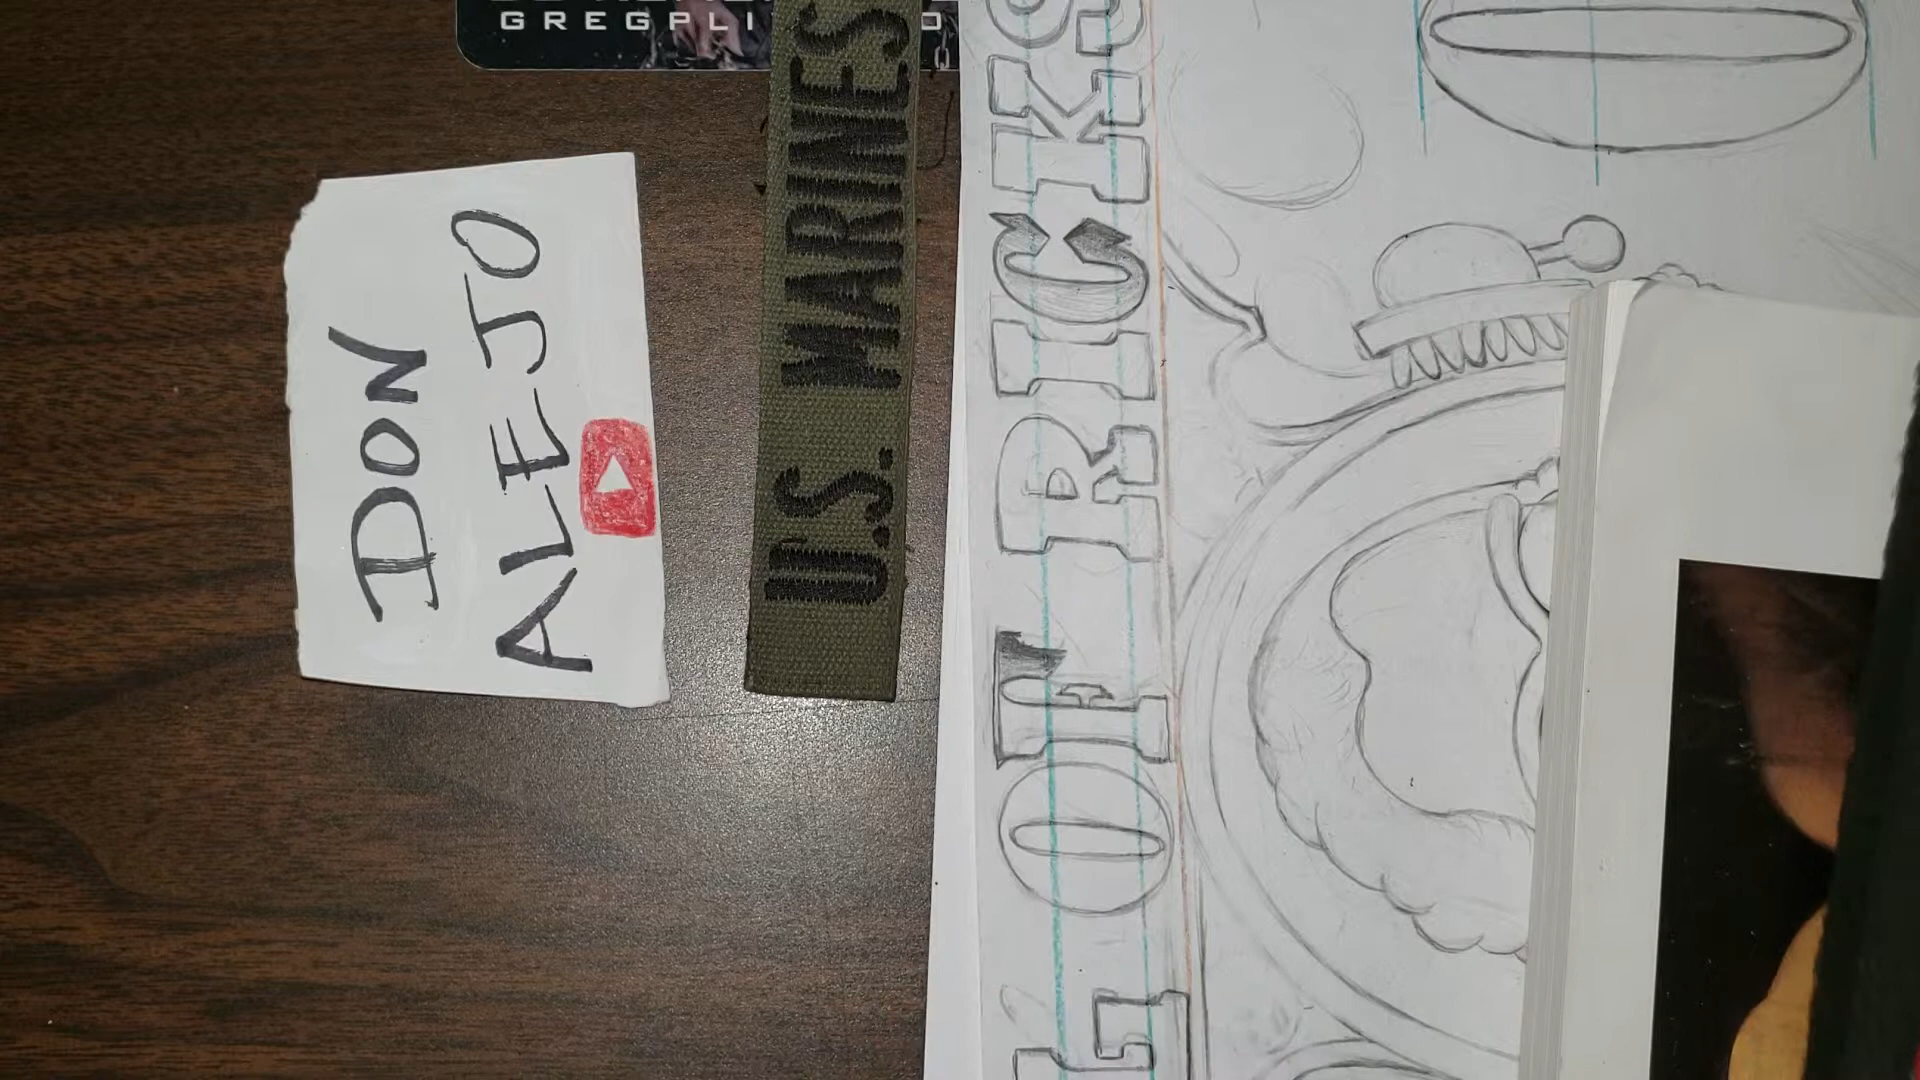 GREGPLI
DON
ALEJO
U.S. MARINES
OF RICKS